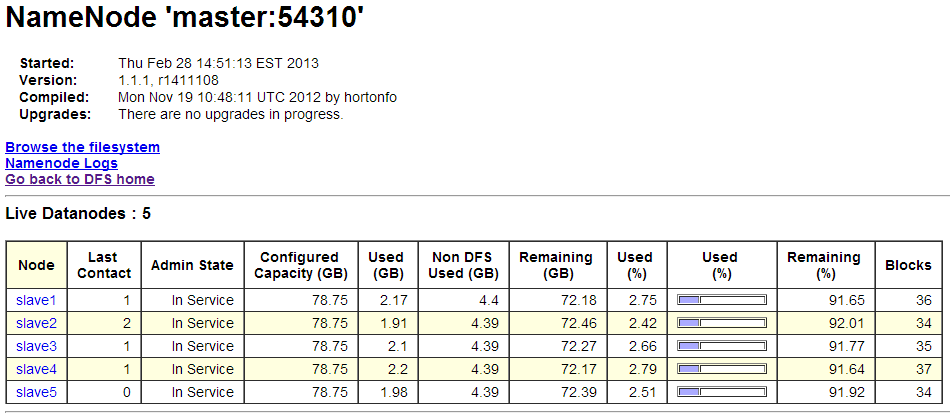 NameNode 'master:54310'
Started: Thu Feb 28 14:51:13 EST 2013
Version: 1.1.1, r1411108
Compiled: Mon Nov 19 10:48:11 UTC 2012 by hortonfo
Upgrades: There are no upgrades in progress.
Browse the filesystem
Namenode Logs
Go back to DFS home
Live Datanodes : 5
Node Last Contact Admin State Configured Capacity (GB) Used (GB) Non DFS Used (GB) Remaining (GB) Used (%) Used (%) Remaining (%) Blocks
slave1 1 In Service 78.75 2.17 4.4 72.18 2.75 91.65 36
slave2 2 In Service 78.75 1.91 4.39 72.46 2.42 92.01 34
slave3 1 In Service 78.75 2.1 4.39 72.27 2.66 91.77 35
slave4 1 In Service 78.75 2.2 4.39 72.17 2.79 91.64 37
slave5 0 In Service 78.75 1.98 4.39 72.39 2.51 91.92 34